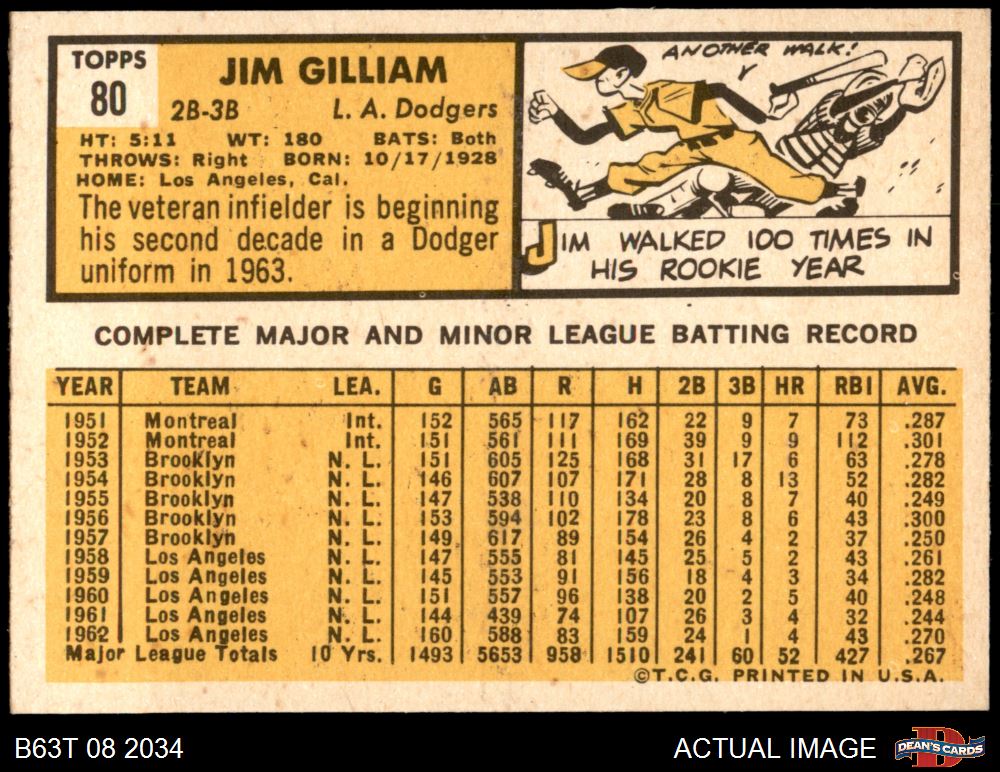 TOPPS
80
JIM GILLIAM
2B-3B L. A. Dodgers
HT: 5:11 WT: 180 BATS: Both
THROWS: Right BORN: 10/17/1928
HOME: Los Angeles, Cal.
The veteran infielder is beginning
his second decade in a Dodger
uniform in 1963.
ANOTHER WALK!
JIM WALKED 100 TIMES IN
HIS ROOKIE YEAR
COMPLETE MAJOR AND MINOR LEAGUE BATTING RECORD
YEAR TEAM LEA. G AB R H 2B 3B HR RBI AVG.
1951 Montreal Int. 152 565 117 162 22 9 7 73 .287
1952 Montreal Int. 151 561 111 169 39 9 9 112 .301
1953 Brooklyn N. L. 151 605 125 168 31 17 6 63 .278
1954 Brooklyn N. L. 146 607 107 171 28 8 13 52 .282
1955 Brooklyn N. L. 147 538 110 134 20 8 7 40 .249
1956 Brooklyn N. L. 153 594 102 178 23 8 6 43 .300
1957 Brooklyn N. L. 149 617 89 154 26 4 2 37 .250
1958 Los Angeles N. L. 147 555 81 145 25 5 2 43 .261
1959 Los Angeles N. L. 145 553 91 156 18 4 3 34 .282
1960 Los Angeles N. L. 151 557 96 138 20 2 5 40 .248
1961 Los Angeles N. L. 144 439 74 107 26 3 4 32 .244
1962 Los Angeles N. L. 160 588 83 159 24 1 4 43 .270
Major League Totals 10 Yrs. 1493 5653 958 1510 241 60 52 427 .267
©T.C.G. PRINTED IN U.S.A.
B63T 08 2034 ACTUAL IMAGE DEAN'S CARDS